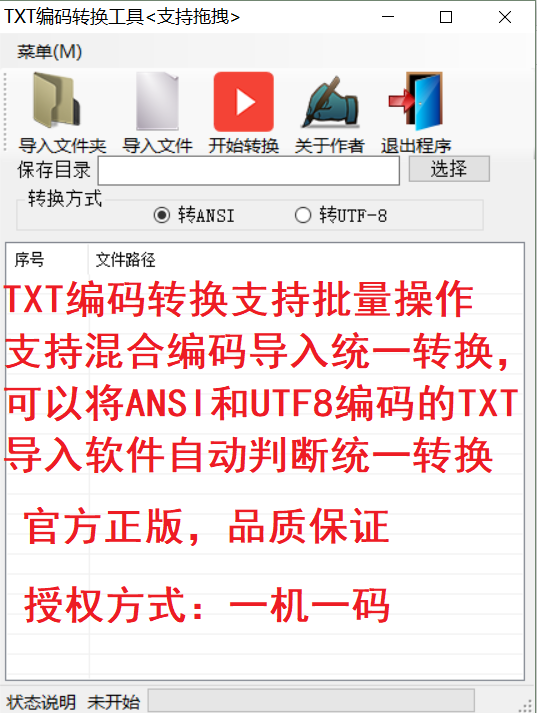 TXT编码转换工具<支持拖拽>
菜单(M)
导入文件夹 导入文件 开始转换 关于作者 退出程序
保存目录 选择
转换方式
转ANSI 转UTF-8
序号 文件路径
TXT编码转换支持批量操作
支持混合编码导入统一转换，
可以将ANSI和UTF8编码的TXT
导入软件自动判断统一转换
官方正版，品质保证
授权方式：一机一码
状态说明 未开始